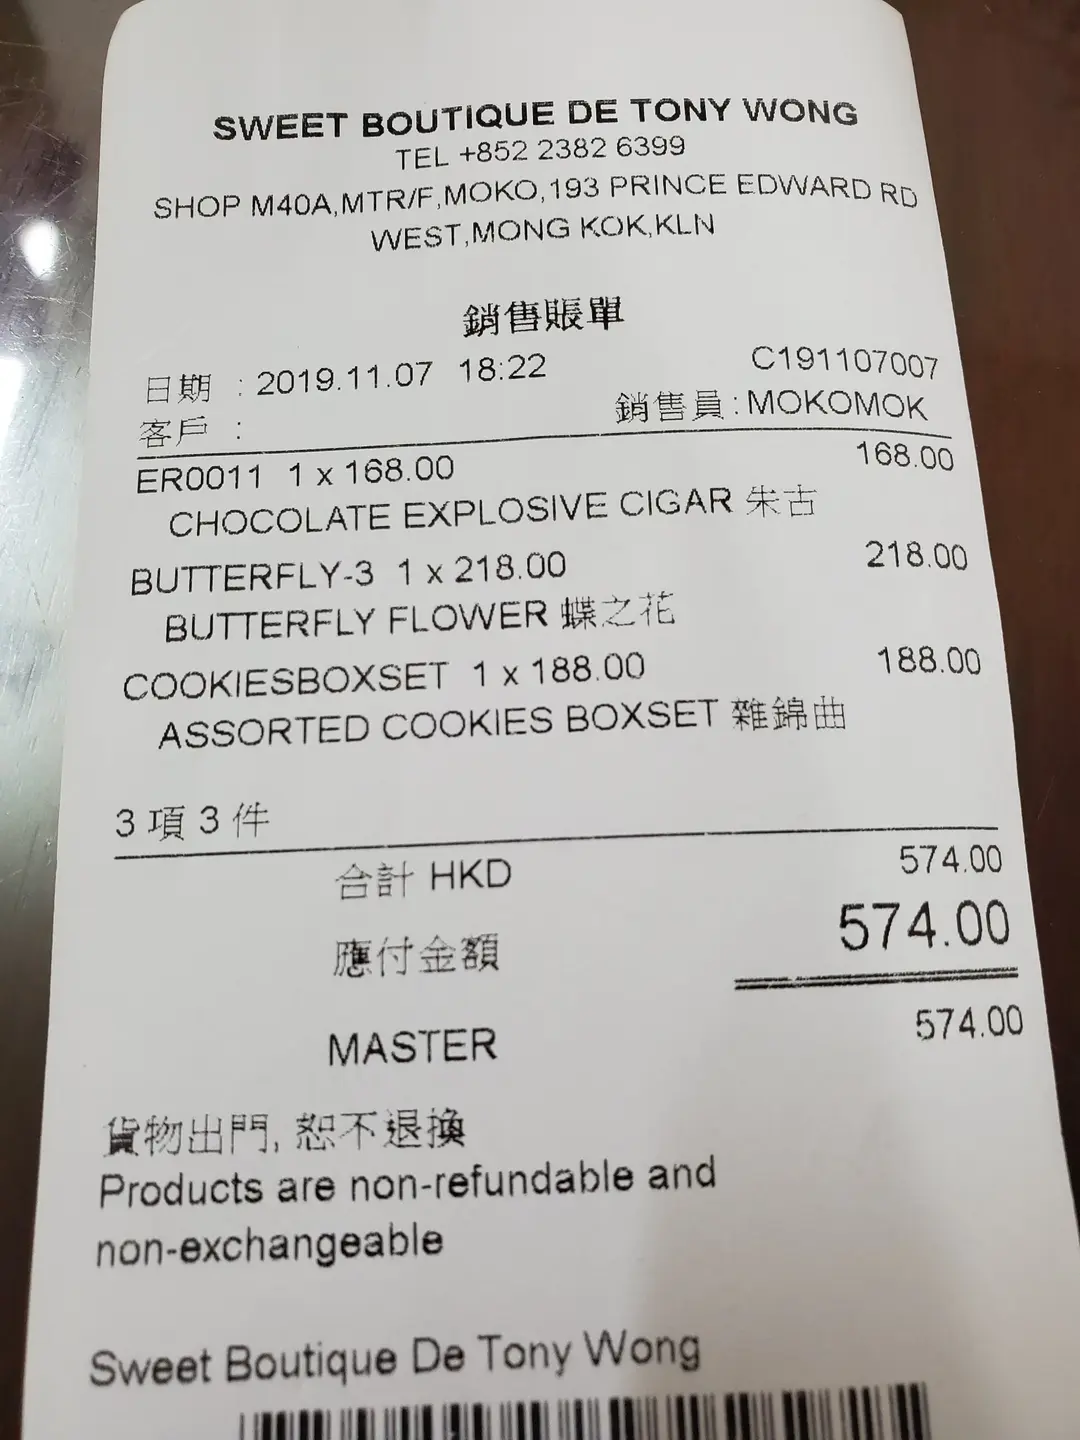 SWEET BOUTIQUE DE TONY WONG
TEL +852 2382 6399
SHOP M40A,MTR/F,MOKO,193 PRINCE EDWARD RD
WEST,MONG KOK,KLN
銷售賬單
日期 : 2019.11.07 18:22 C191107007
客戶 : 銷售員:MOKOMOK
ER0011 1 x 168.00 168.00
CHOCOLATE EXPLOSIVE CIGAR 朱古
BUTTERFLY-3 1 x 218.00 218.00
BUTTERFLY FLOWER 蝶之花
COOKIESBOXSET 1 x 188.00 188.00
ASSORTED COOKIES BOXSET 雜錦曲
3 項 3 件
合計 HKD 574.00
應付金額 574.00
MASTER 574.00
貨物出門, 恕不退換
Products are non-refundable and
non-exchangeable
Sweet Boutique De Tony Wong